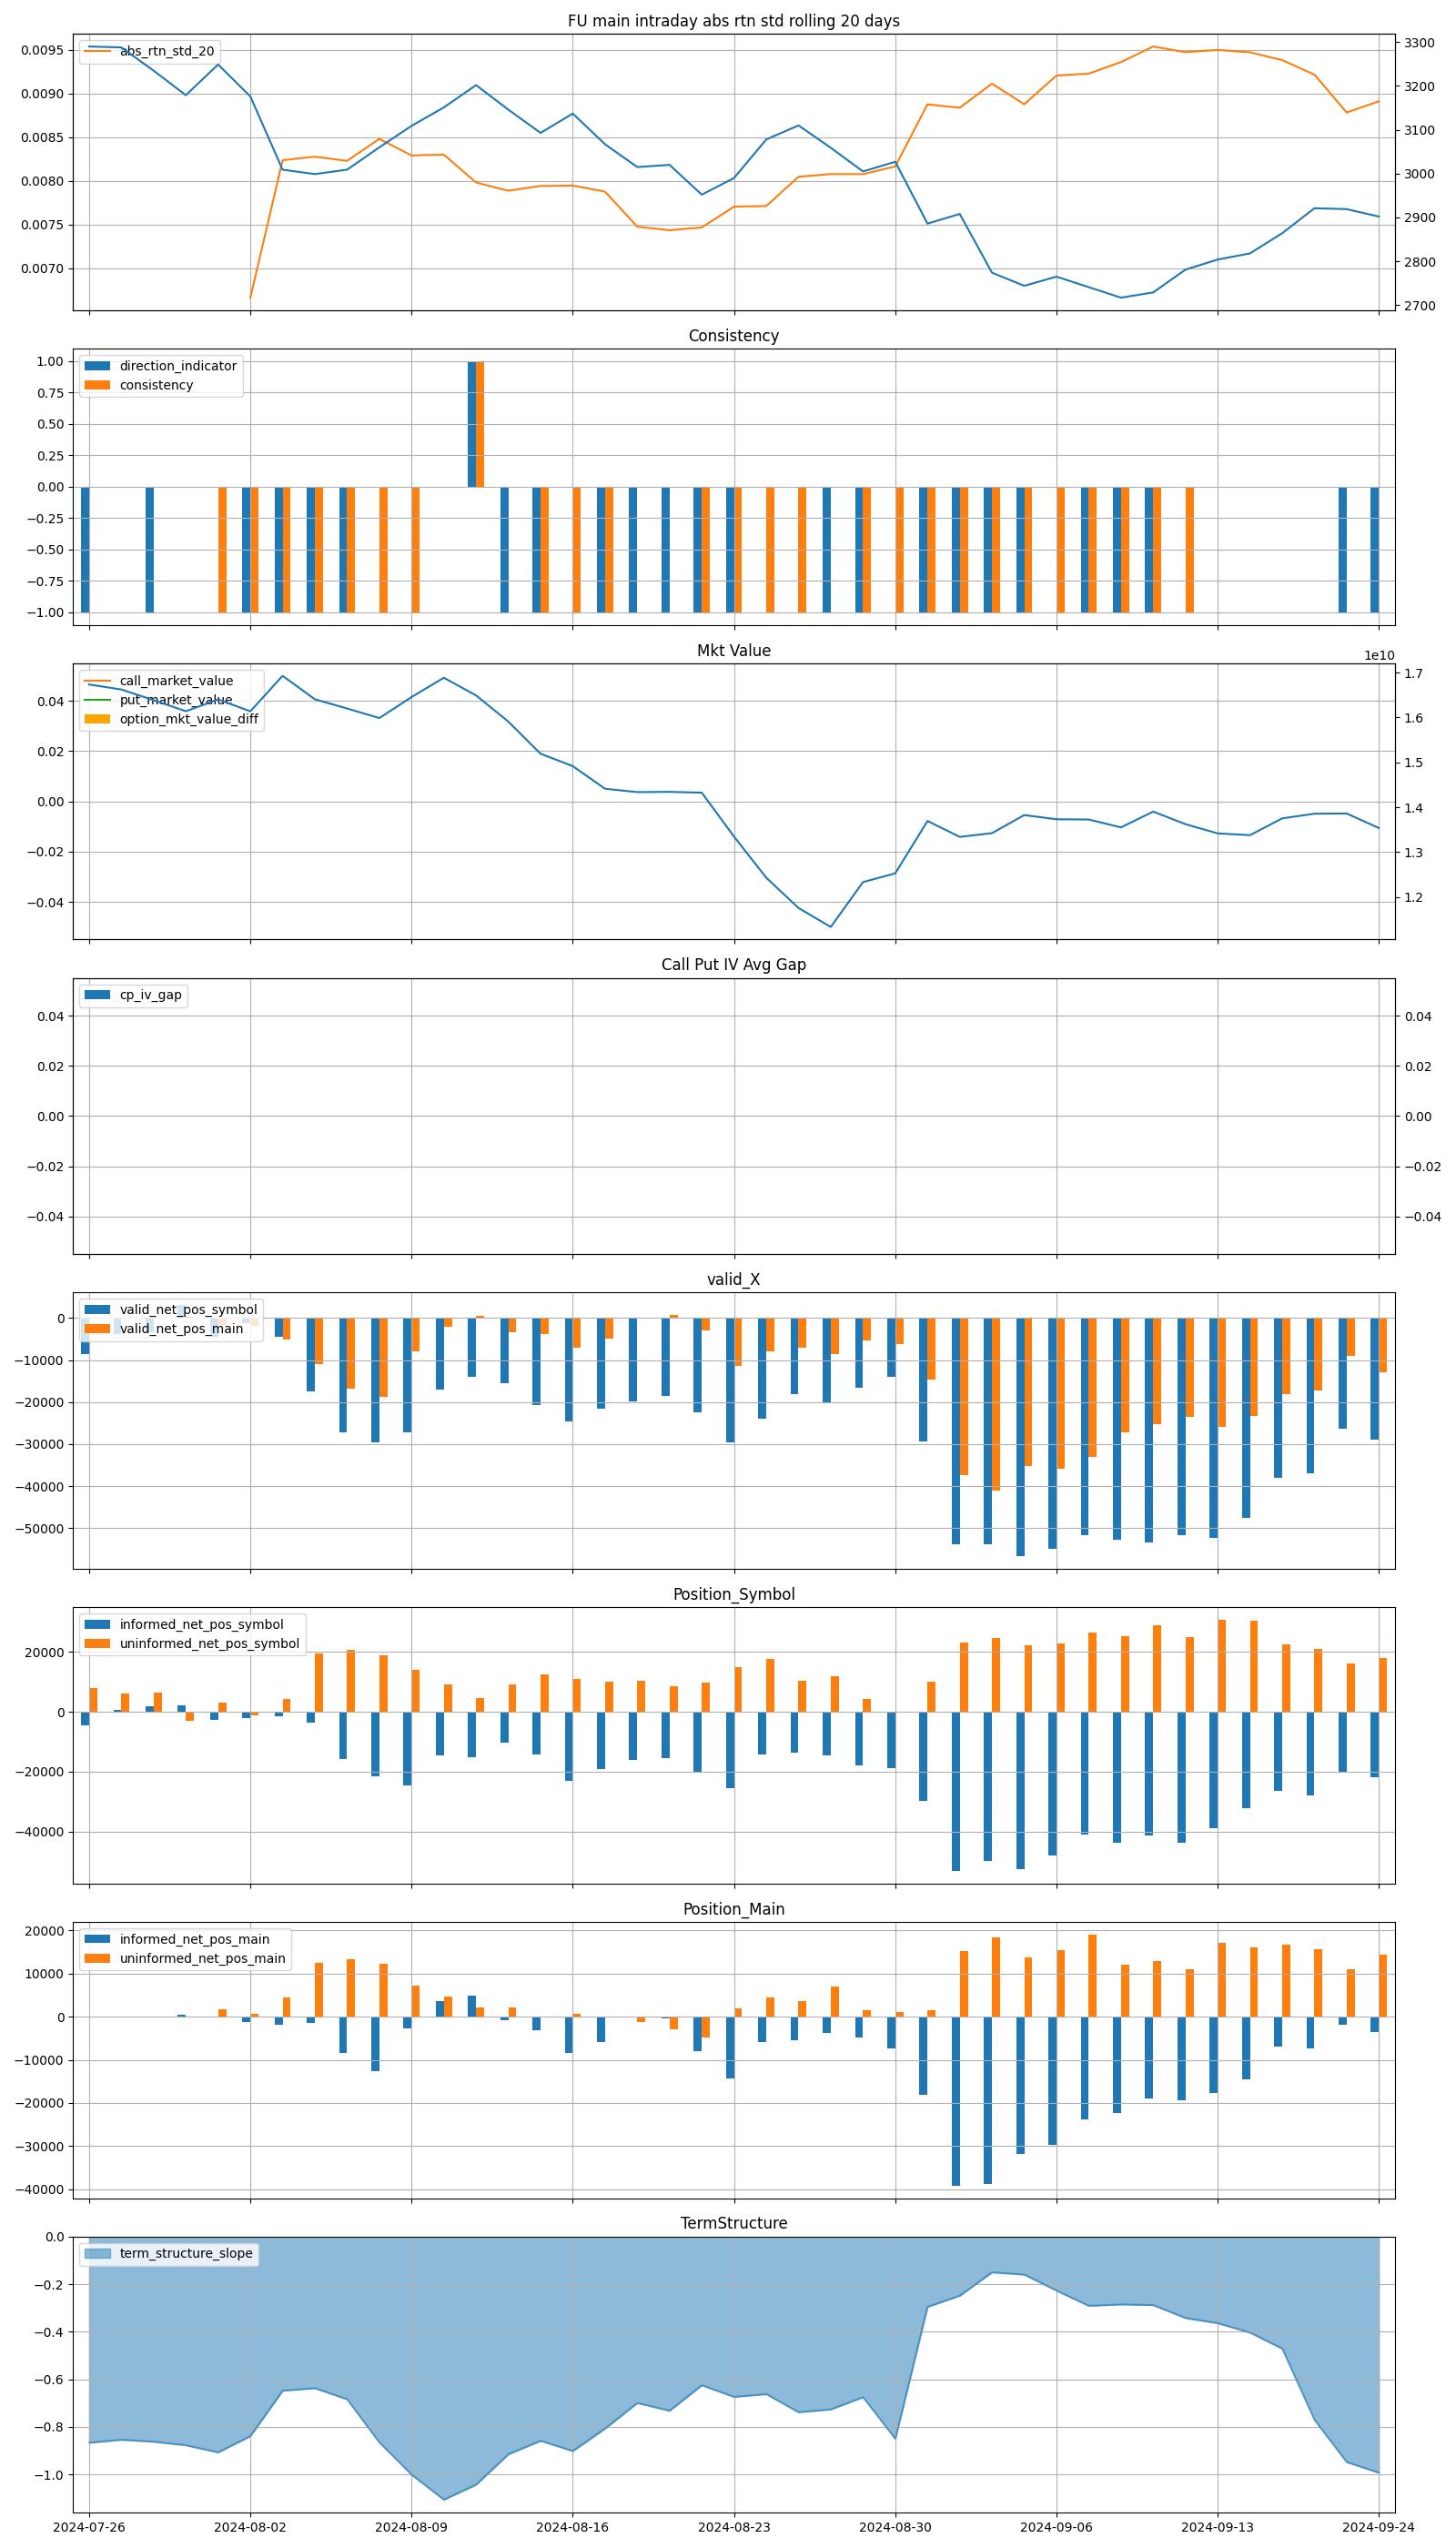 FU main intraday abs rtn std rolling 20 days
abs_rtn_std_20
0.0095
0.0090
0.0085
0.0080
0.0075
0.0070
3300
3200
3100
3000
2900
2800
2700
Consistency
direction_indicator
consistency
1.00
0.75
0.50
0.25
0.00
−0.25
−0.50
−0.75
−1.00
Mkt Value
1e10
call_market_value
put_market_value
option_mkt_value_diff
0.04
0.02
0.00
−0.02
−0.04
1.7
1.6
1.5
1.4
1.3
1.2
Call Put IV Avg Gap
cp_iv_gap
0.04
0.02
0.00
−0.02
−0.04
0.04
0.02
0.00
−0.02
−0.04
valid_X
valid_net_pos_symbol
valid_net_pos_main
0
−10000
−20000
−30000
−40000
−50000
Position_Symbol
informed_net_pos_symbol
uninformed_net_pos_symbol
20000
0
−20000
−40000
Position_Main
informed_net_pos_main
uninformed_net_pos_main
20000
10000
0
−10000
−20000
−30000
−40000
TermStructure
term_structure_slope
0.0
−0.2
−0.4
−0.6
−0.8
−1.0
2024-07-26 2024-08-02 2024-08-09 2024-08-16 2024-08-23 2024-08-30 2024-09-06 2024-09-13 2024-09-24